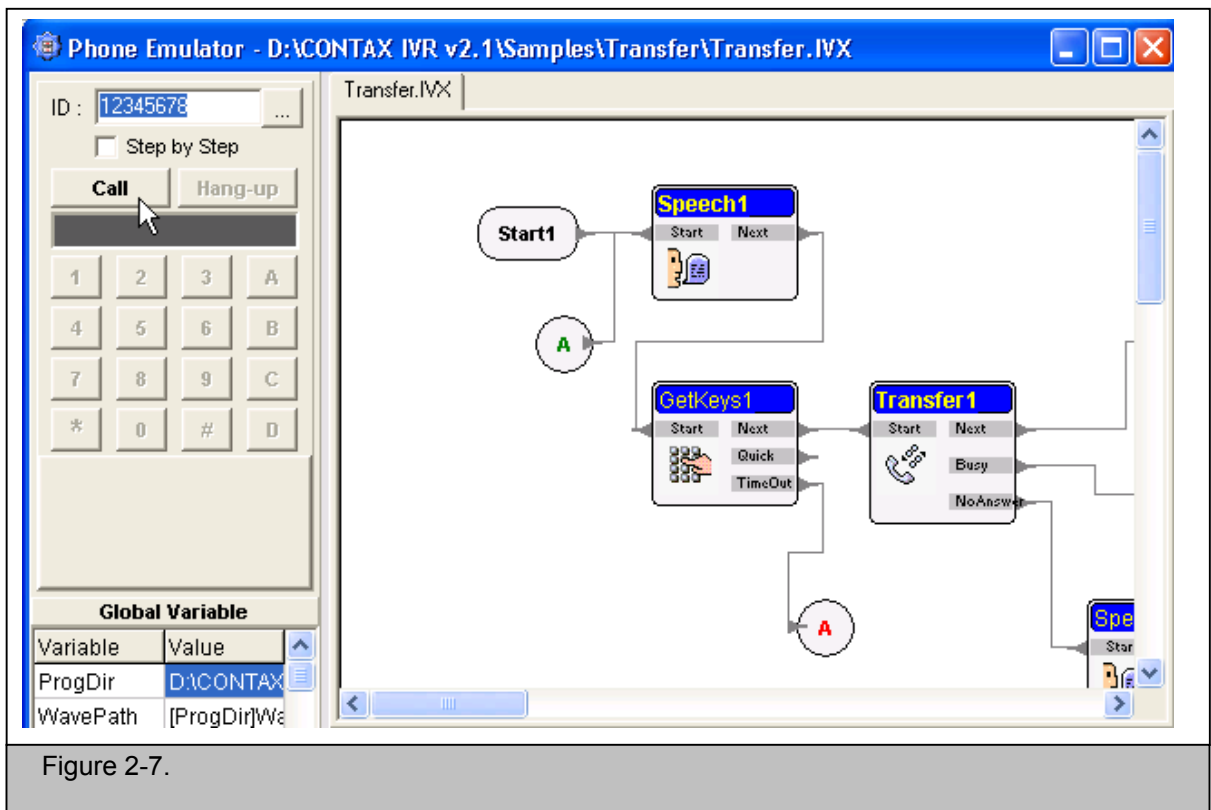 Phone Emulator - D:\CONTAX IVR v2.1\Samples\Transfer\Transfer.IVX
ID : 12345678 ...
Step by Step
Call Hang-up
1 2 3 A
4 5 6 B
7 8 9 C
* 0 # D
Global Variable
Variable Value
ProgDir D:\CONTAX
WavePath [ProgDir]Wa
Transfer.IVX
Start1
Speech1
Start Next
A
GetKeys1
Start Next
Quick
TimeOut
Transfer1
Start Next
Busy
NoAnswer
A
Spe
Star
Figure 2-7.